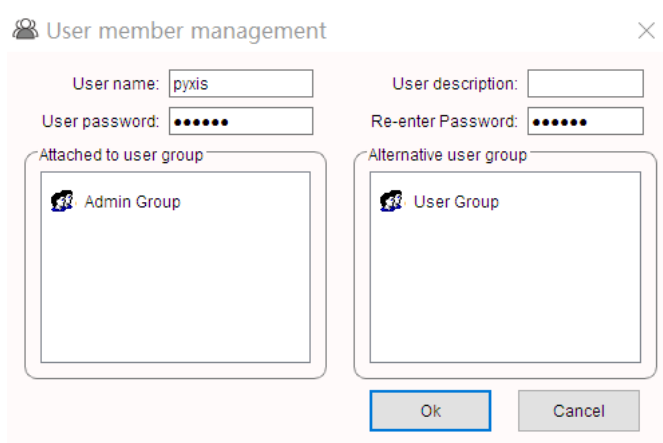 User member management
User name: pyxis User description:
User password: •••••• Re-enter Password: ••••••
Attached to user group Alternative user group
Admin Group User Group
Ok Cancel